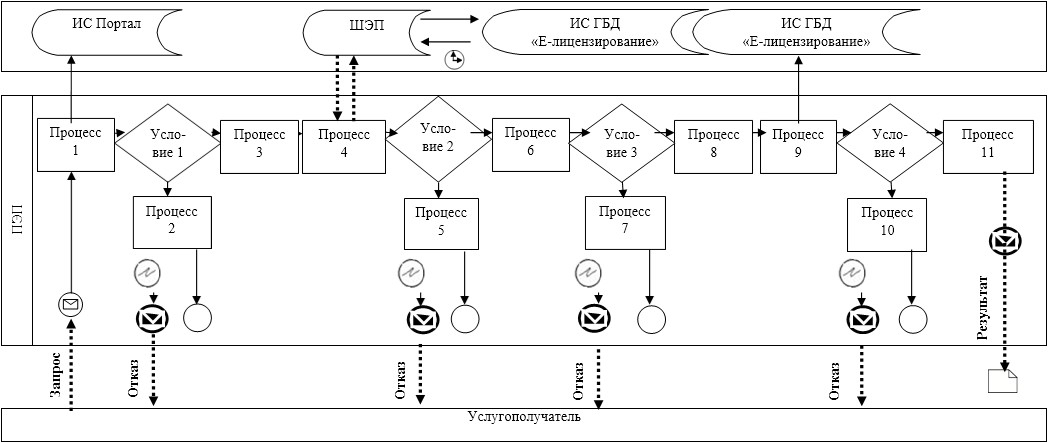 ИС Портал
ШЭП
ИС ГБД
«Е-лицензирование»
ИС ГБД
«Е-лицензирование»
ПЭП
Процесс
1
Усло-
вие 1
Процесс
3
Процесс
4
Усло-
вие 2
Процесс
6
Усло-
вие 3
Процесс
8
Процесс
9
Усло-
вие 4
Процесс
11
Процесс
2
Процесс
5
Процесс
7
Процесс
10
Запрос
Отказ
Отказ
Отказ
Отказ
Результат
Услугополучатель